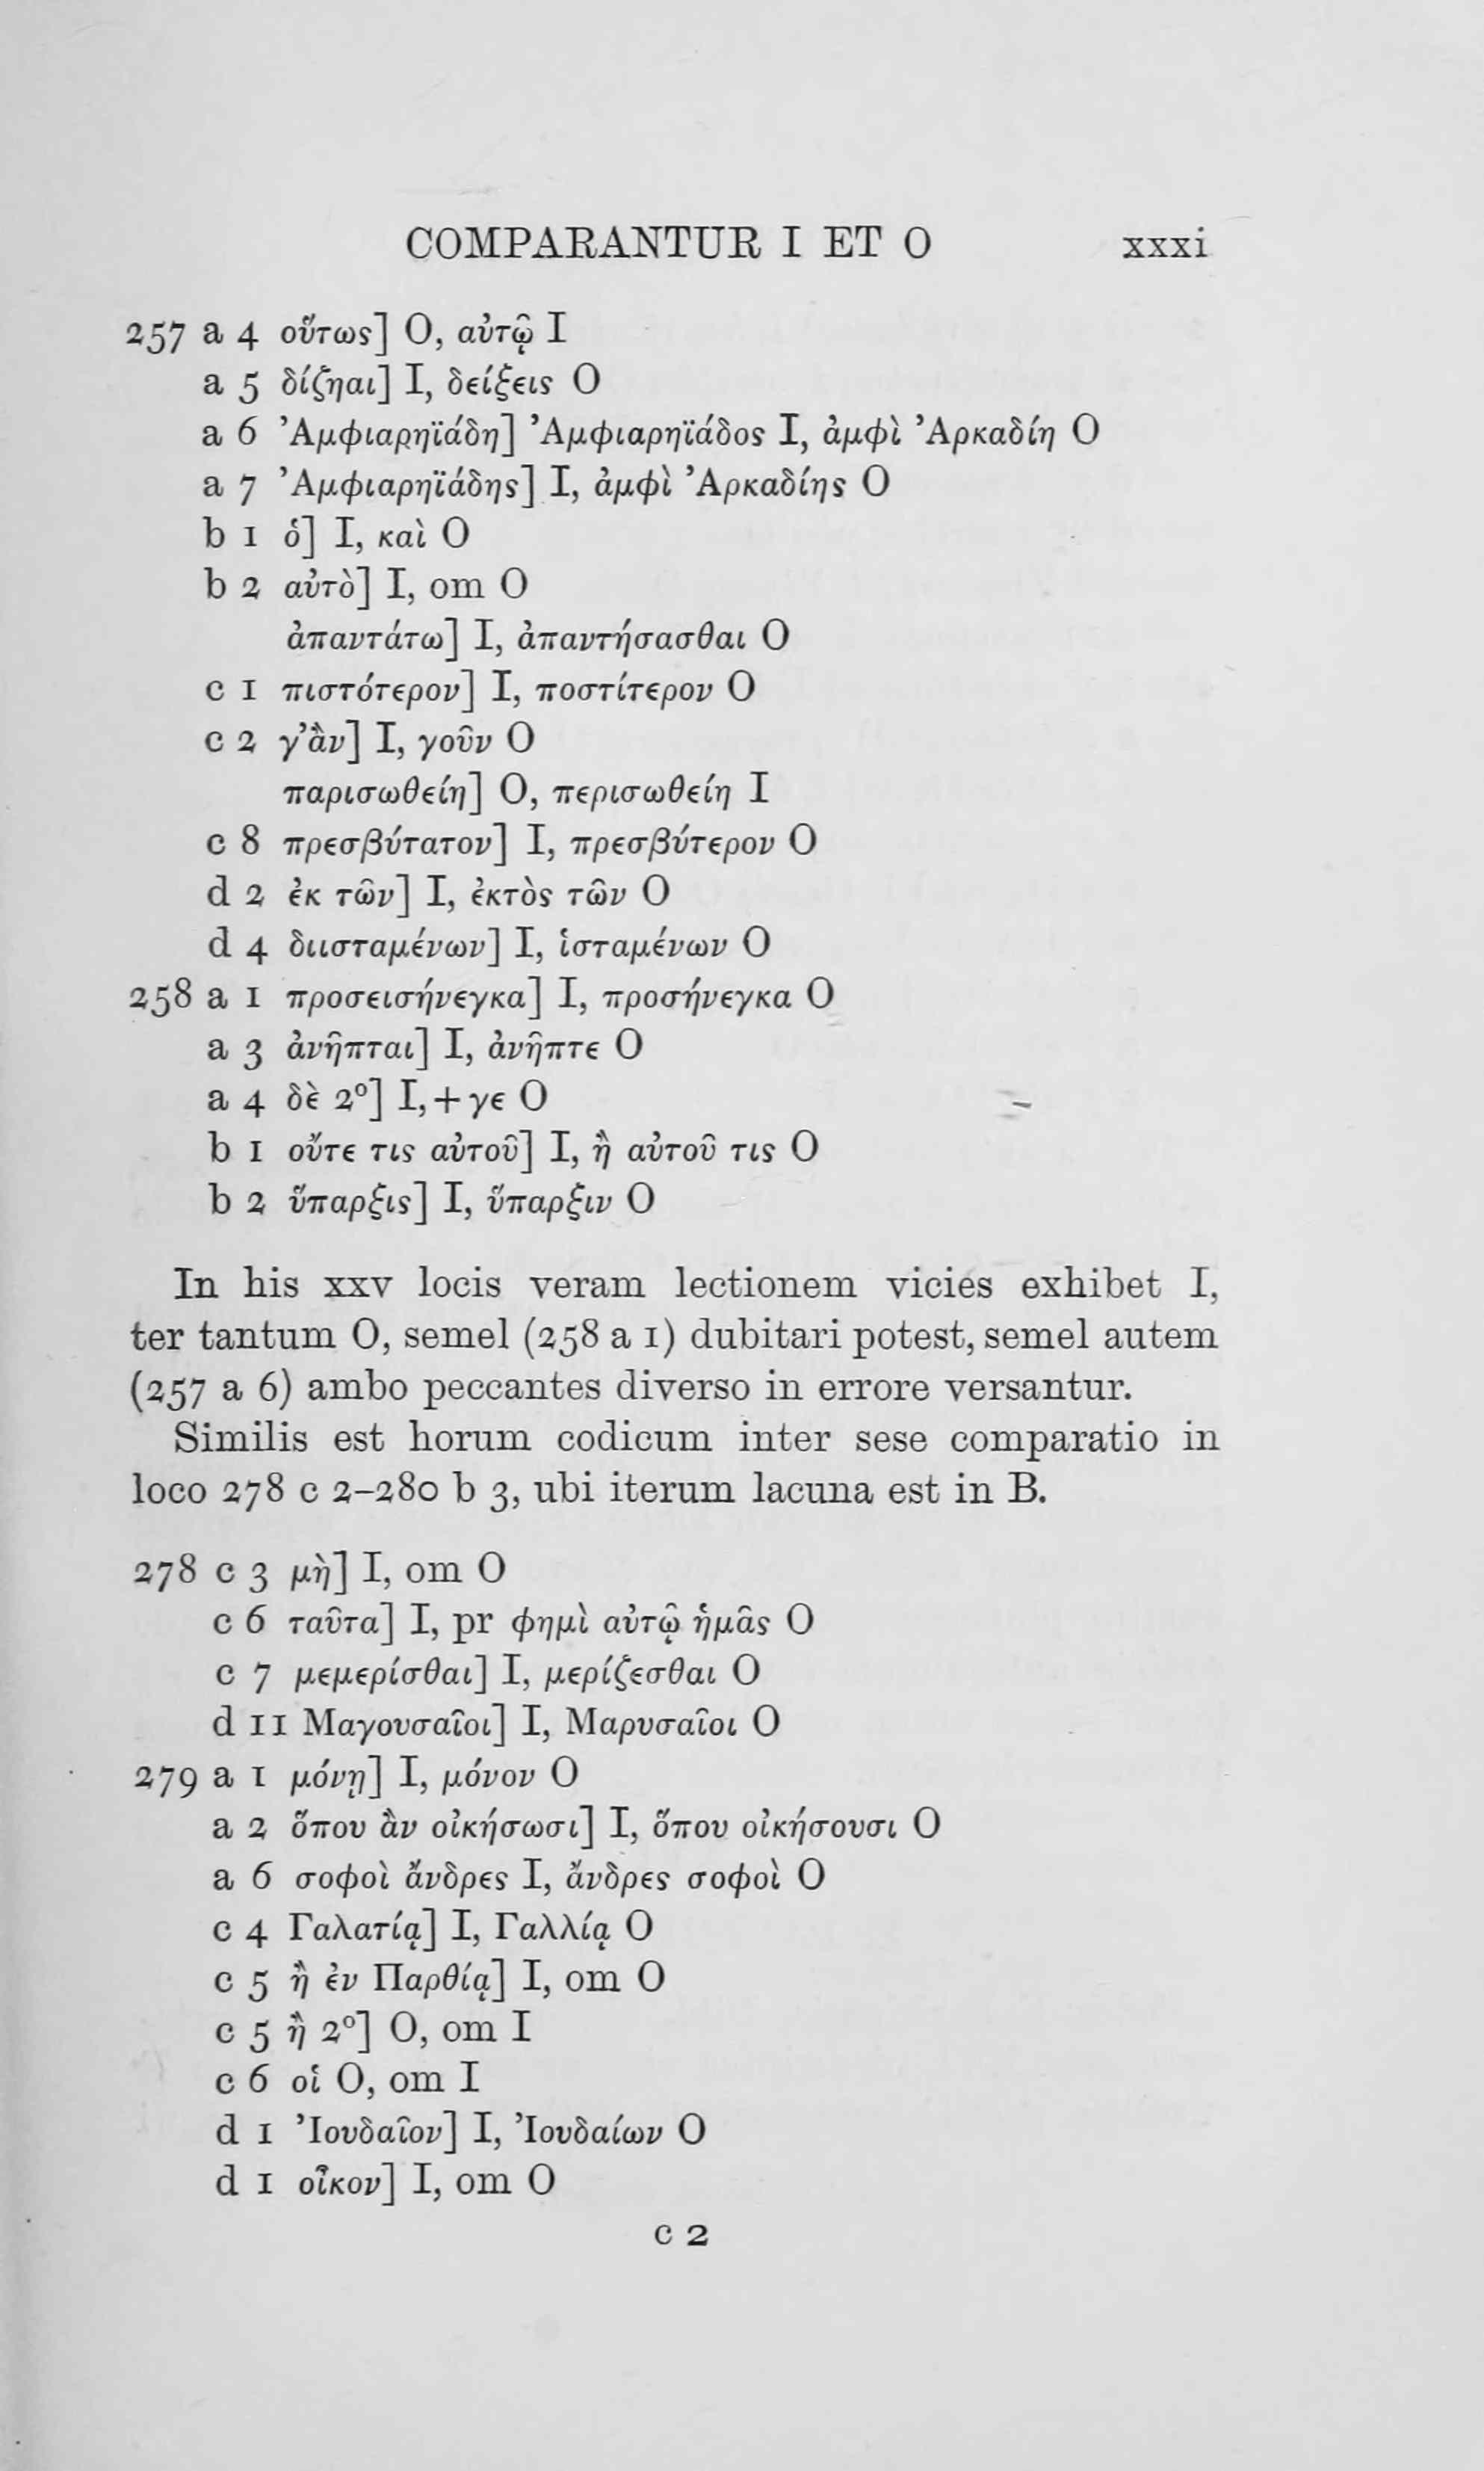 COMPARANTUR I ET O xxxi
257 a 4 οὕτως] O, αὐτῷ I
a 5 δίζηαι] I, δείξεις O
a 6 Ἀμφιαρηϊάδη] Ἀμφιαρηϊάδος I, ἀμφὶ Ἀρκαδίη O
a 7 Ἀμφιαρηϊάδης] I, ἀμφὶ Ἀρκαδίης O
b 1 ὁ] I, καὶ O
b 2 αὐτὸ] I, om O
ἀπαντάτω] I, ἀπαντήσασθαι O
c 1 πιστότερον] I, ποστίτερον O
c 2 γ’ἂν] I, γοῦν O
παρισωθείη] O, περισωθείη I
c 8 πρεσβύτατον] I, πρεσβύτερον O
d 2 ἐκ τῶν] I, ἐκτὸς τῶν O
d 4 διισταμένων] I, ἱσταμένων O
258 a 1 προσεισήνεγκα] I, προσήνεγκα O
a 3 ἀνῆπται] I, ἀνῆπτε O
a 4 δὲ 2º] I, + γε O
b 1 οὔτε τις αὐτοῦ] I, ἢ αὐτοῦ τις O
b 2 ὕπαρξις] I, ὕπαρξιν O
In his xxv locis veram lectionem vicies exhibet I,
ter tantum O, semel (258 a 1) dubitari potest, semel autem
(257 a 6) ambo peccantes diverso in errore versantur.
Similis est horum codicum inter sese comparatio in
loco 278 c 2–280 b 3, ubi iterum lacuna est in B.
278 c 3 μὴ] I, om O
c 6 ταῦτα] I, pr φημὶ αὐτῷ ἡμᾶς O
c 7 μεμερίσθαι] I, μερίζεσθαι O
d 11 Μαγουσαῖοι] I, Μαρυσαῖοι O
279 a 1 μόνῃ] I, μόνον O
a 2 ὅπου ἂν οἰκήσωσι] I, ὅπου οἰκήσουσι O
a 6 σοφοὶ ἄνδρες I, ἄνδρες σοφοὶ O
c 4 Γαλατίᾳ] I, Γαλλίᾳ O
c 5 ἢ ἐν Παρθίᾳ] I, om O
c 5 ἢ 2º] O, om I
c 6 οἱ O, om I
d 1 Ἰουδαῖον] I, Ἰουδαίων O
d 1 οἶκον] I, om O
c 2